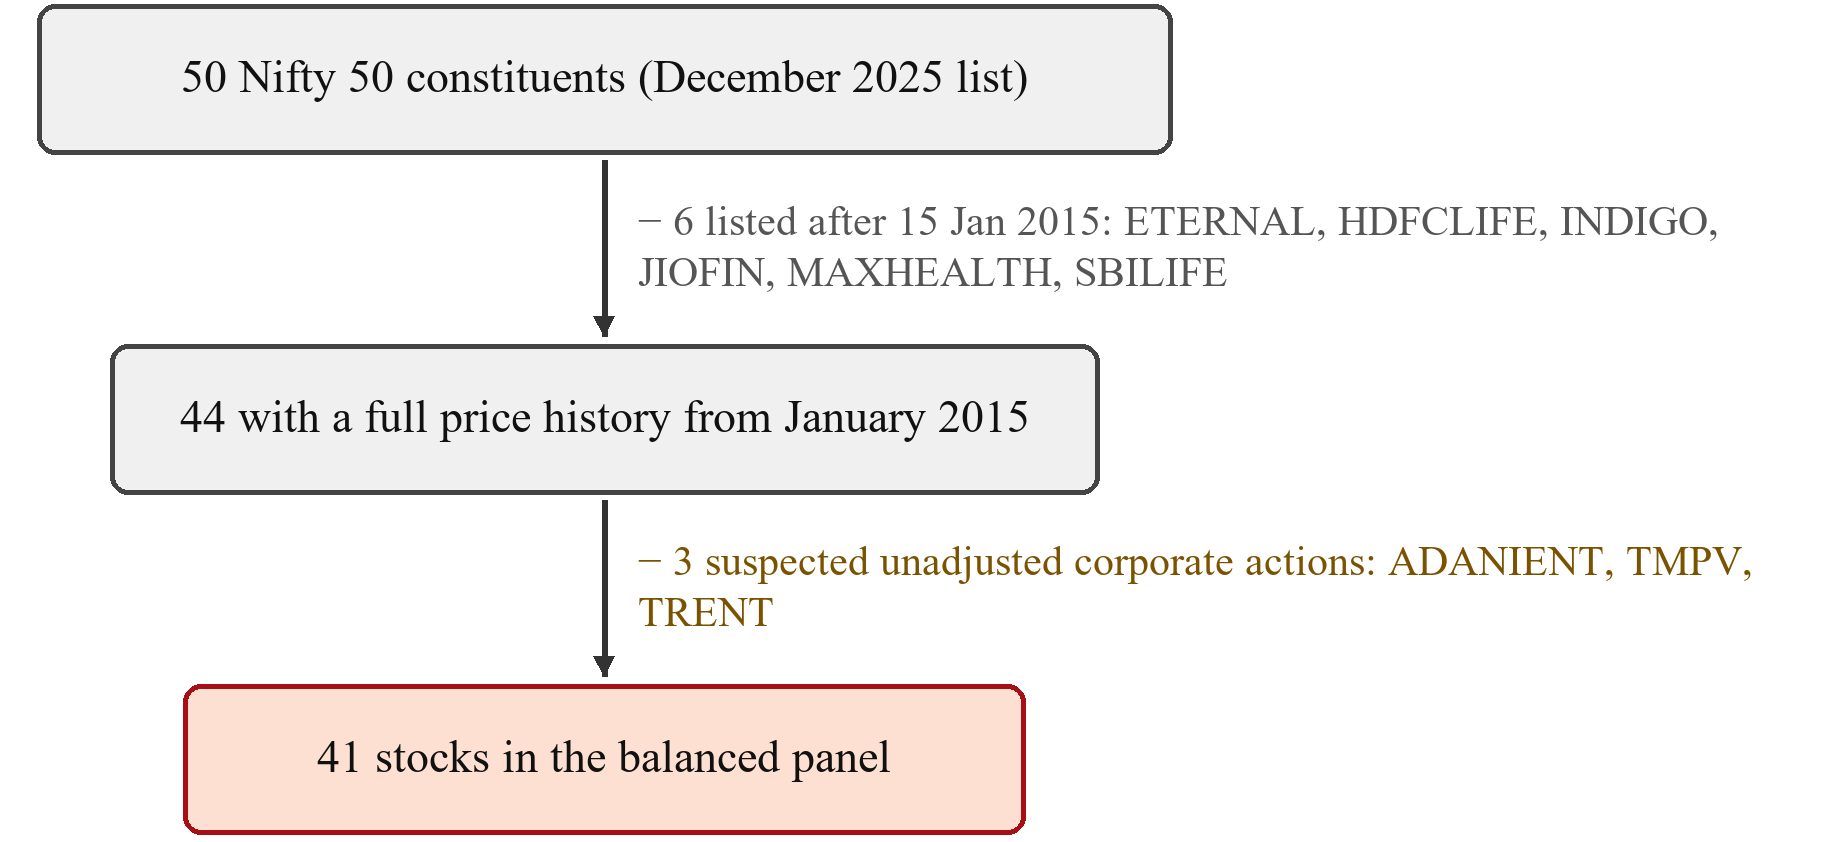 50 Nifty 50 constituents (December 2025 list)
− 6 listed after 15 Jan 2015: ETERNAL, HDFCLIFE, INDIGO,
JIOFIN, MAXHEALTH, SBILIFE
44 with a full price history from January 2015
− 3 suspected unadjusted corporate actions: ADANIENT, TMPV,
TRENT
41 stocks in the balanced panel